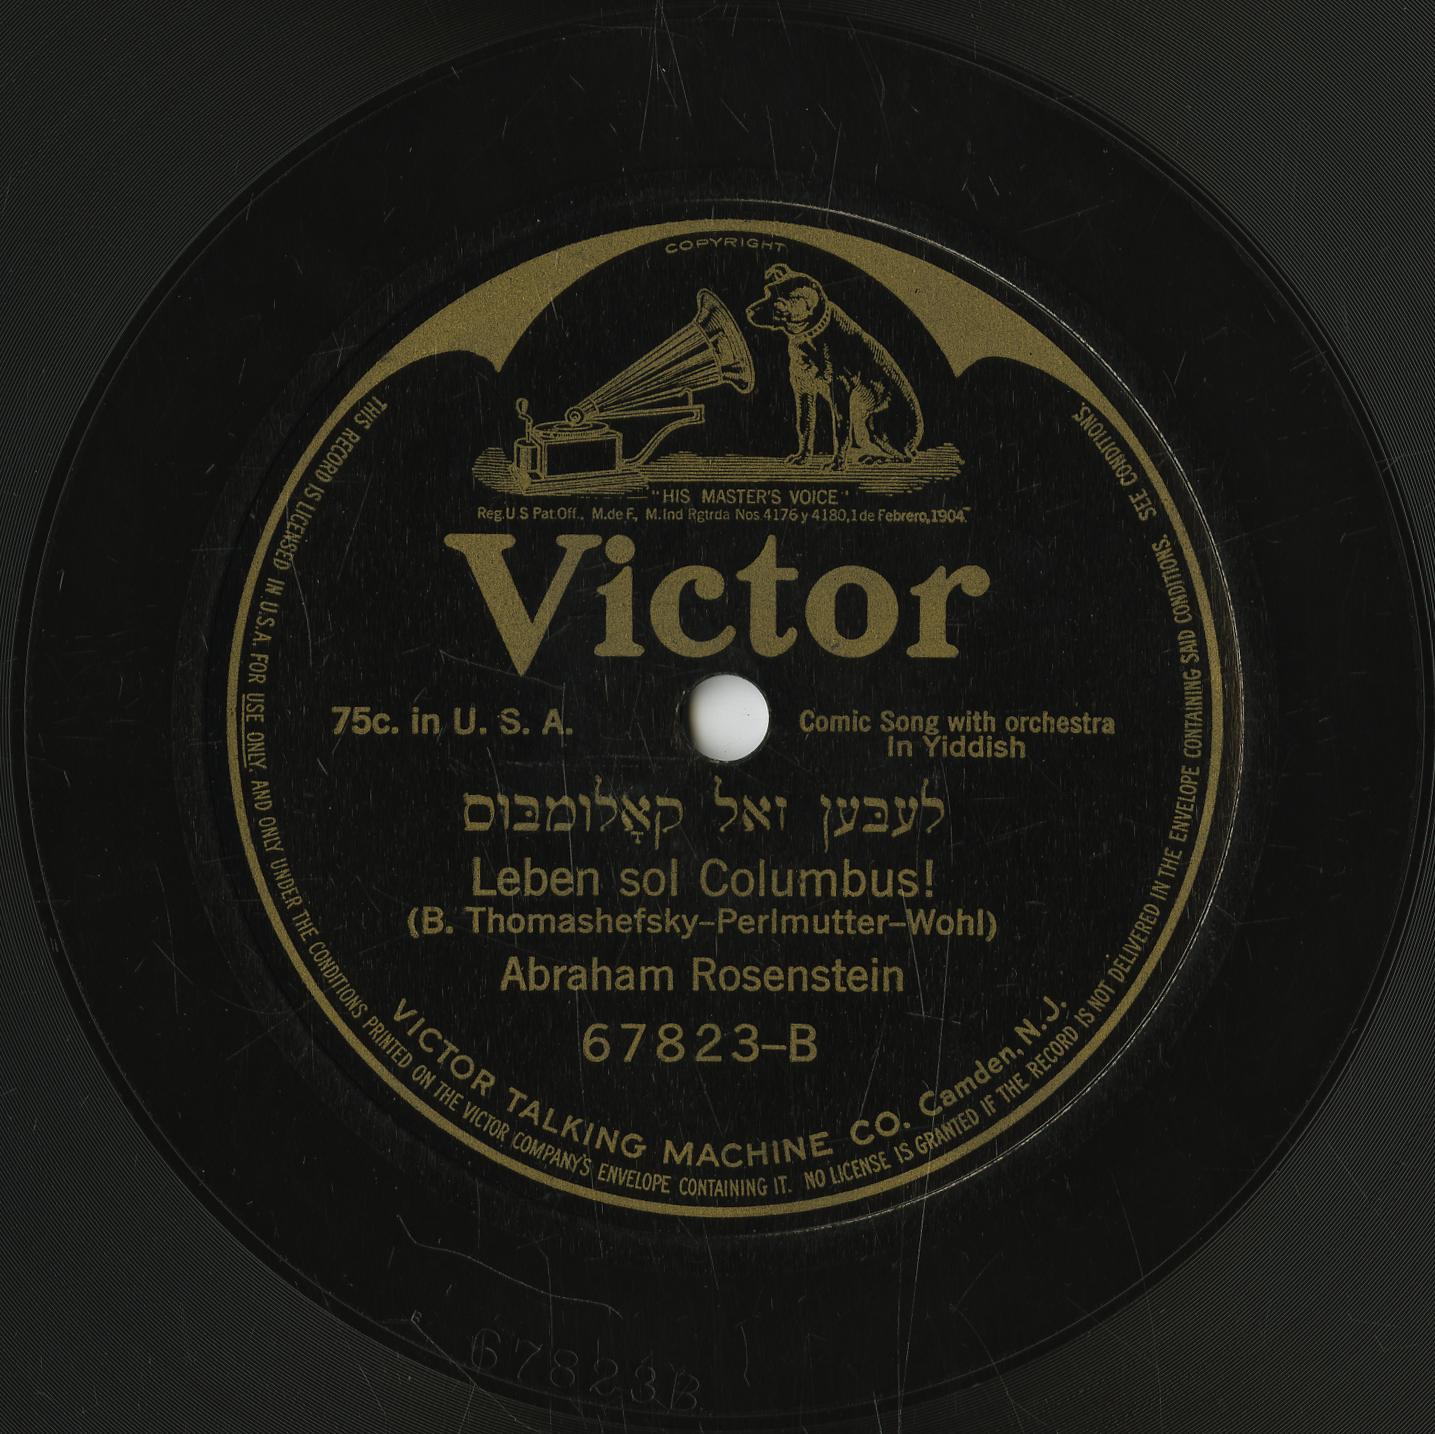 COPYRIGHT
"HIS MASTER'S VOICE"
Reg.U.S Pat.Off., M.de F., M.Ind Rgtrda Nos.4176 y 4180,1 de Febrero,1904.
Victor
75c. in U. S. A.
Comic Song with orchestra
In Yiddish
לעבען זאל קאָלומבוס
Leben sol Columbus!
(B. Thomashefsky–Perlmutter–Wohl)
Abraham Rosenstein
67823–B
VICTOR TALKING MACHINE CO. Camden, N.J.
THIS RECORD IS LICENSED IN U.S.A. FOR USE ONLY, AND ONLY UNDER THE CONDITIONS PRINTED ON THE VICTOR COMPANY'S ENVELOPE CONTAINING IT. NO LICENSE IS GRANTED IF THE RECORD IS NOT DELIVERED IN THE ENVELOPE CONTAINING SAID CONDITIONS. SEE CONDITIONS.
B 67823B